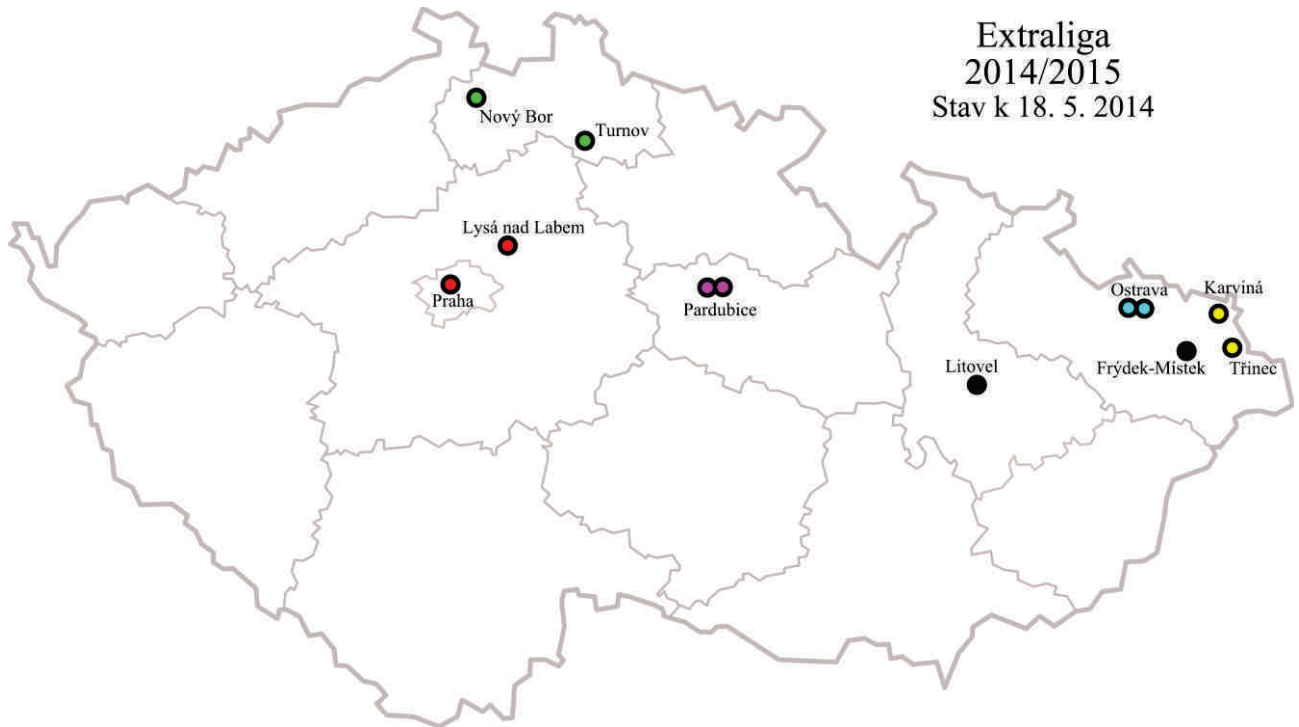 Extraliga
2014/2015
Stav k 18. 5. 2014
Nový Bor
Turnov
Lysá nad Labem
Praha
Pardubice
Ostrava
Karviná
Litovel
Frýdek-Místek
Třinec